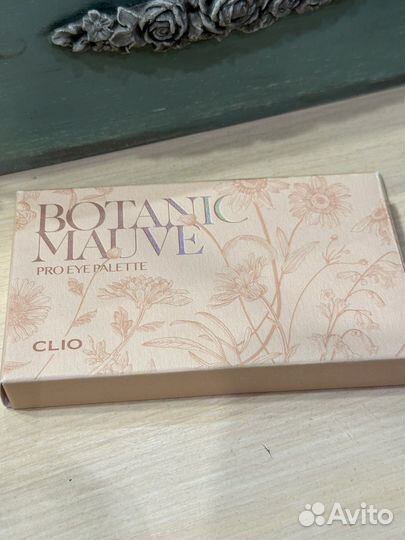 BOTANIC
MAUVE
PRO EYE PALETTE
CLIO
Avito